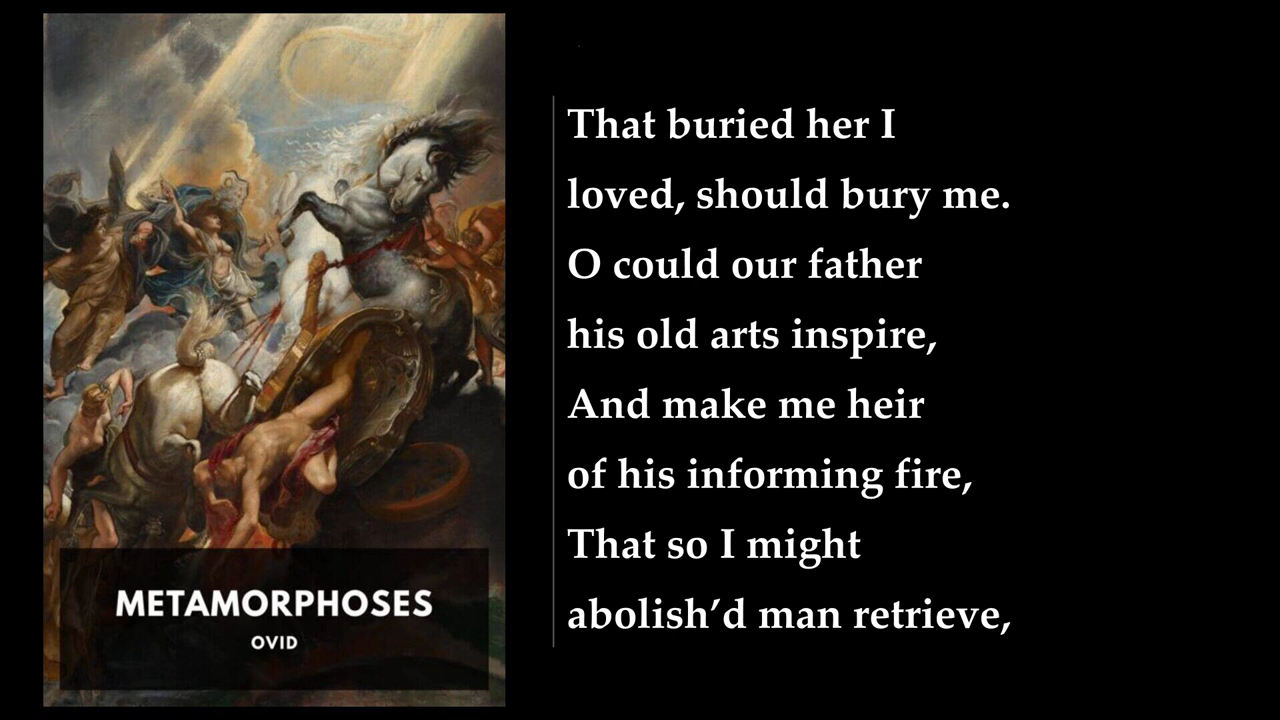 METAMORPHOSES
OVID
That buried her I
loved, should bury me.
O could our father
his old arts inspire,
And make me heir
of his informing fire,
That so I might
abolish’d man retrieve,